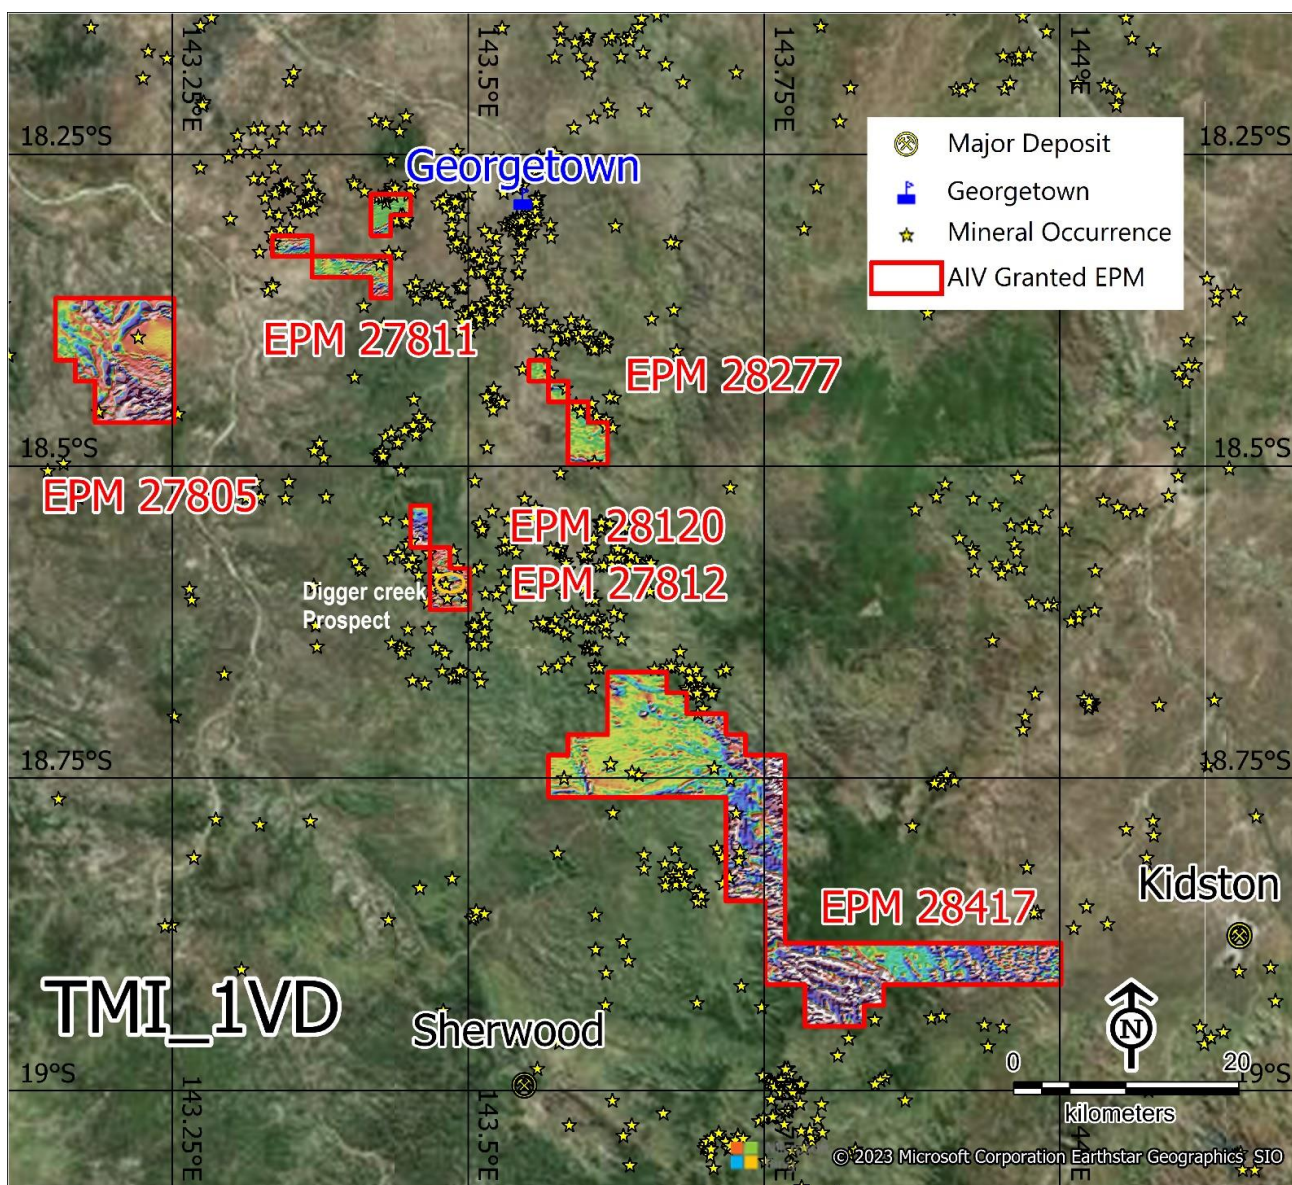 143.25°E
143.5°E
143.75°E
144°E
18.25°S
18.25°S
Major Deposit
Georgetown
Mineral Occurrence
AIV Granted EPM
Georgetown
EPM 27811
EPM 28277
18.5°S
18.5°S
EPM 27805
EPM 28120
EPM 27812
Digger creek
Prospect
18.75°S
18.75°S
Kidston
EPM 28417
TMI_1VD
Sherwood
N
0
20
kilometers
19°S
19°S
143.25°E
143.5°E
© 2023 Microsoft Corporation Earthstar Geographics SIO